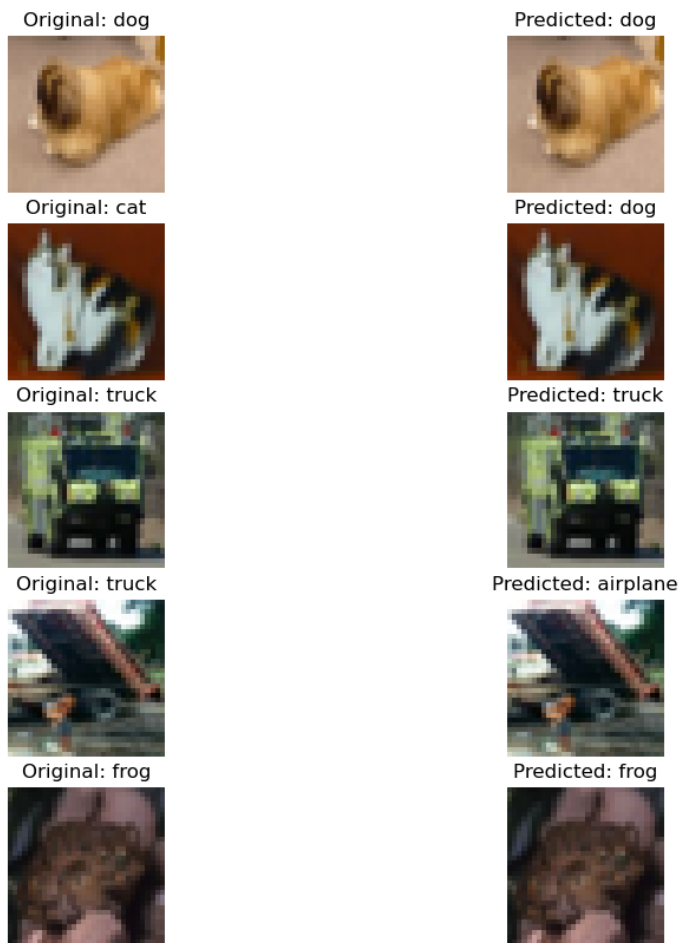 Original: dog
Predicted: dog
Original: cat
Predicted: dog
Original: truck
Predicted: truck
Original: truck
Predicted: airplane
Original: frog
Predicted: frog